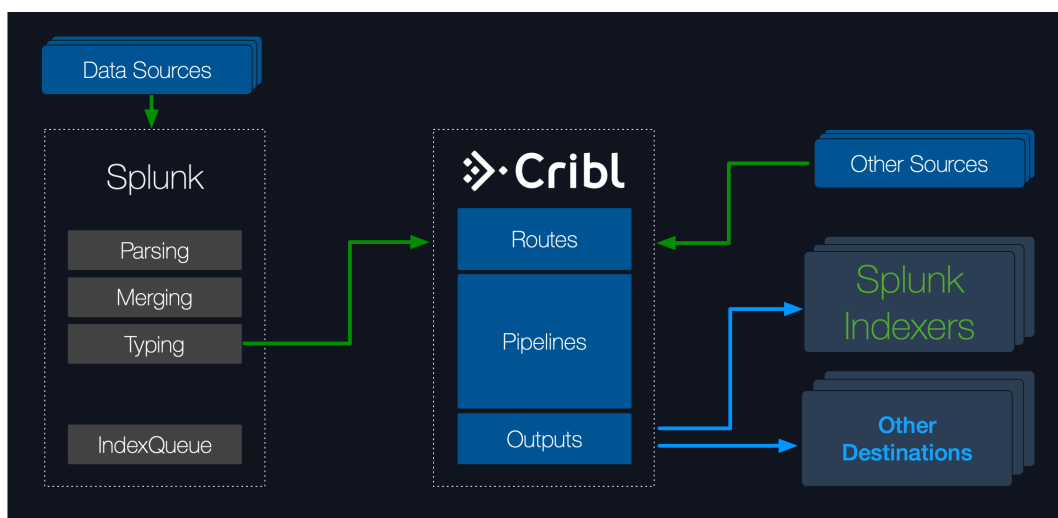 Data Sources
Splunk
Parsing
Merging
Typing
IndexQueue
Cribl
Routes
Pipelines
Outputs
Other Sources
Splunk
Indexers
Other
Destinations